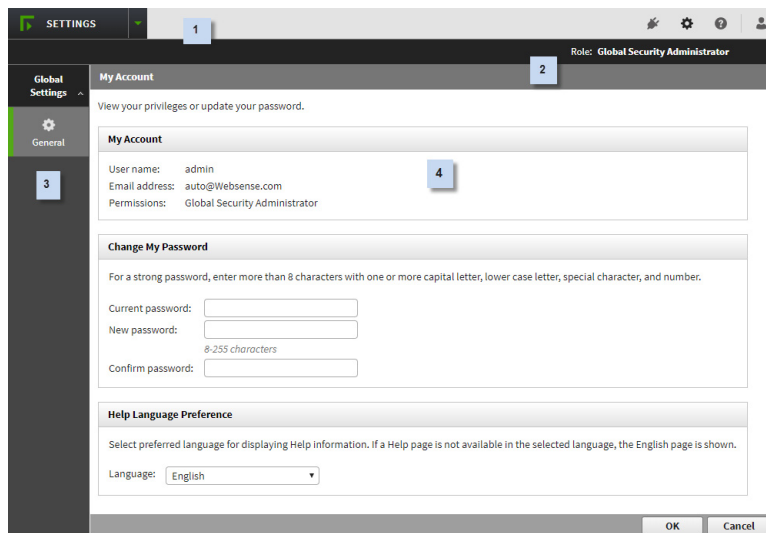 SETTINGS
1
Role: Global Security Administrator
2
Global
Settings
My Account
View your privileges or update your password.
General
3
My Account
User name: admin
Email address: auto@Websense.com
Permissions: Global Security Administrator
4
Change My Password
For a strong password, enter more than 8 characters with one or more capital letter, lower case letter, special character, and number.
Current password:
New password:
8-255 characters
Confirm password:
Help Language Preference
Select preferred language for displaying Help information. If a Help page is not available in the selected language, the English page is shown.
Language: English
OK Cancel